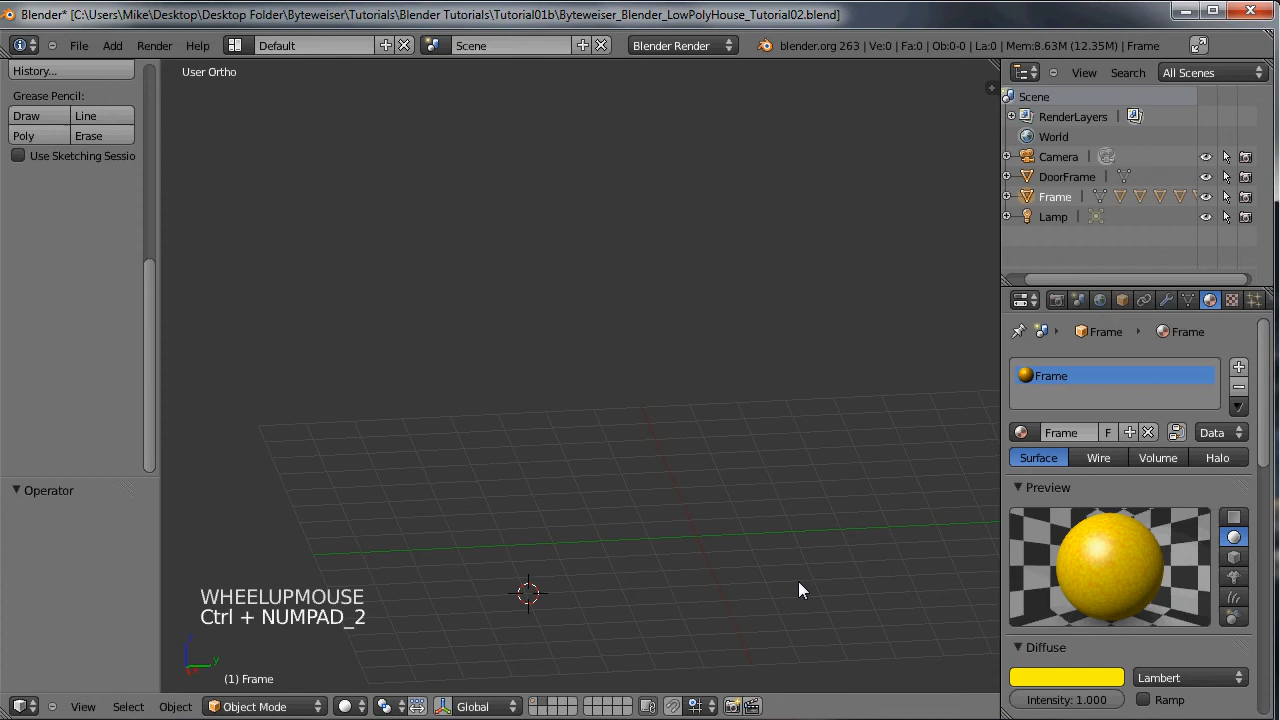 Blender* [C:\Users\Mike\Desktop\Desktop Folder\Byteweiser\Tutorials\Blender Tutorials\Tutorial01b\Byteweiser_Blender_LowPolyHouse_Tutorial02.blend]
File Add Render Help Default Scene Blender Render blender.org 263 | Ve:0 | Fa:0 | Ob:0-0 | La:0 | Mem:8.63M (12.35M) | Frame
History...
Grease Pencil:
Draw Line
Poly Erase
Use Sketching Sessio
Operator
User Ortho
WHEELUPMOUSE
Ctrl + NUMPAD_2
y
(1) Frame
View Select Object Object Mode Global
View Search All Scenes
Scene
RenderLayers
World
Camera
DoorFrame
Frame
Lamp
Frame Frame
Frame
Frame F Data
Surface Wire Volume Halo
Preview
Diffuse
Lambert
Intensity: 1.000 Ramp